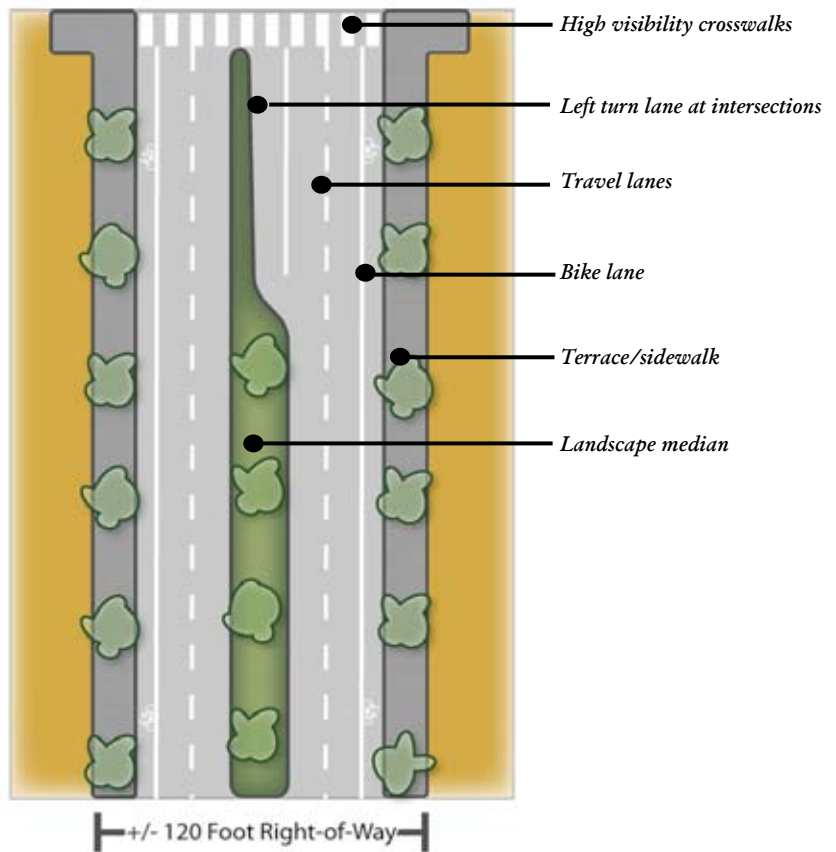 High visibility crosswalks
Left turn lane at intersections
Travel lanes
Bike lane
Terrace/sidewalk
Landscape median
+/- 120 Foot Right-of-Way